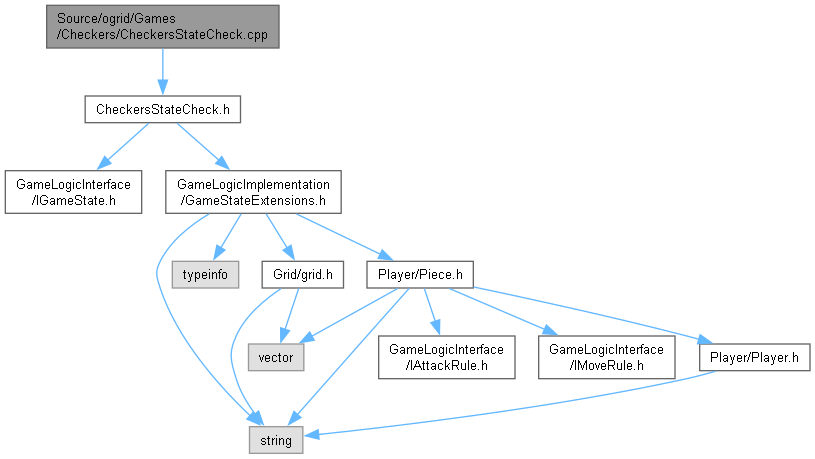 Source/ogrid/Games
/Checkers/CheckersStateCheck.cpp
CheckersStateCheck.h
GameLogicInterface
/IGameState.h
GameLogicImplementation
/GameStateExtensions.h
typeinfo
Grid/grid.h
Player/Piece.h
vector
GameLogicInterface
/IAttackRule.h
GameLogicInterface
/IMoveRule.h
Player/Player.h
string